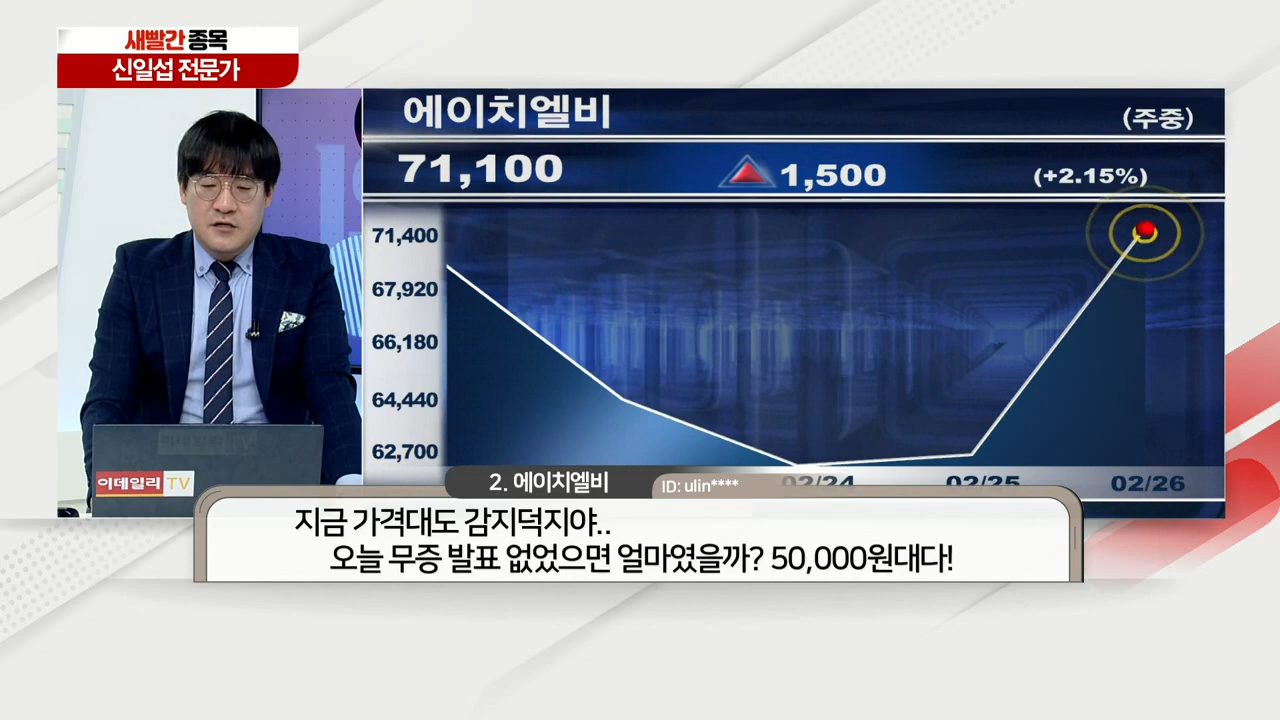 새빨간 종목
신일섭 전문가
에이치엘비
(주중)
71,100
1,500
(+2.15%)
71,400
67,920
66,180
64,440
62,700
02/24
02/25
02/26
이데일리 TV
2. 에이치엘비
ID: ulin****
지금 가격대도 감지덕지야..
오늘 무증 발표 없었으면 얼마였을까? 50,000원대다!